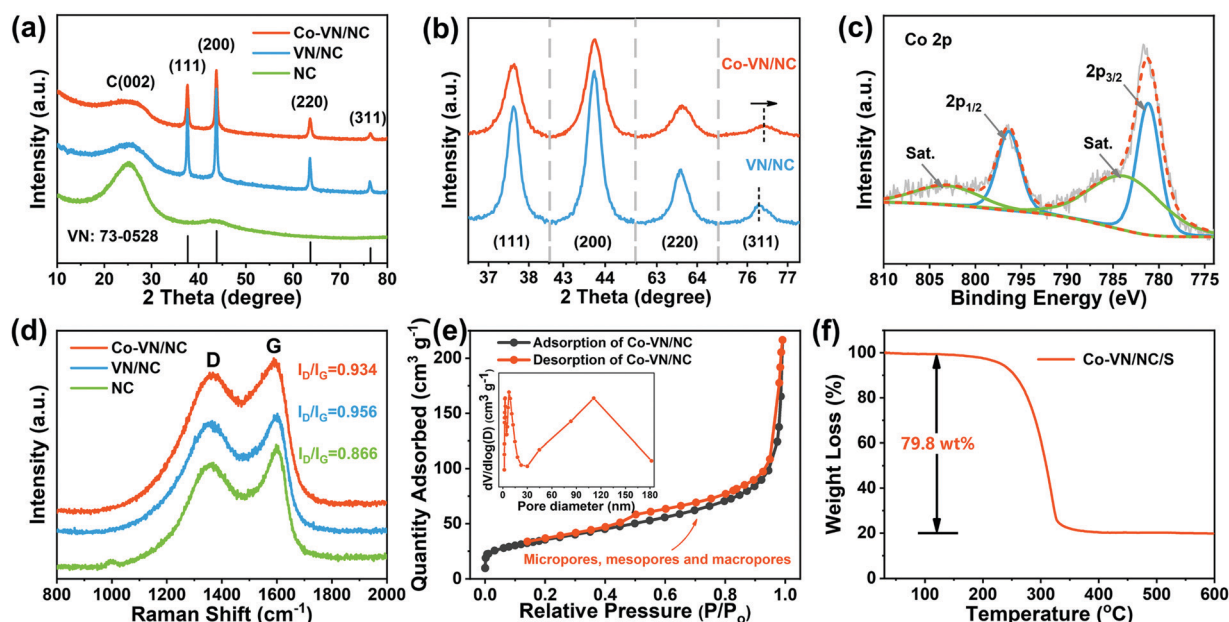 (a)
Co-VN/NC
VN/NC
NC
C(002)
(111)
(200)
(220)
(311)
VN: 73-0528
Intensity (a.u.)
10 20 30 40 50 60 70 80
2 Theta (degree)
(b)
Co-VN/NC
VN/NC
(111) (200) (220) (311)
Intensity (a.u.)
37 38 43 44 63 64 76 77
2 Theta (degree)
(c)
Co 2p
2p3/2
2p1/2
Sat.
Sat.
Intensity (a.u.)
810 805 800 795 790 785 780 775
Binding Energy (eV)
(d)
Co-VN/NC
VN/NC
NC
D
G
ID/IG=0.934
ID/IG=0.956
ID/IG=0.866
Intensity (a.u.)
800 1000 1200 1400 1600 1800 2000
Raman Shift (cm-1)
(e)
Adsorption of Co-VN/NC
Desorption of Co-VN/NC
dV/dlog(D) (cm3 g-1)
0 30 60 90 120 150 180
Pore diameter (nm)
Micropores, mesopores and macropores
Quantity Adsorbed (cm3 g-1)
200
150
100
50
0
0.0 0.2 0.4 0.6 0.8 1.0
Relative Pressure (P/Po)
(f)
Co-VN/NC/S
79.8 wt%
Weight Loss (%)
100
80
60
40
20
0
100 200 300 400 500 600
Temperature (oC)